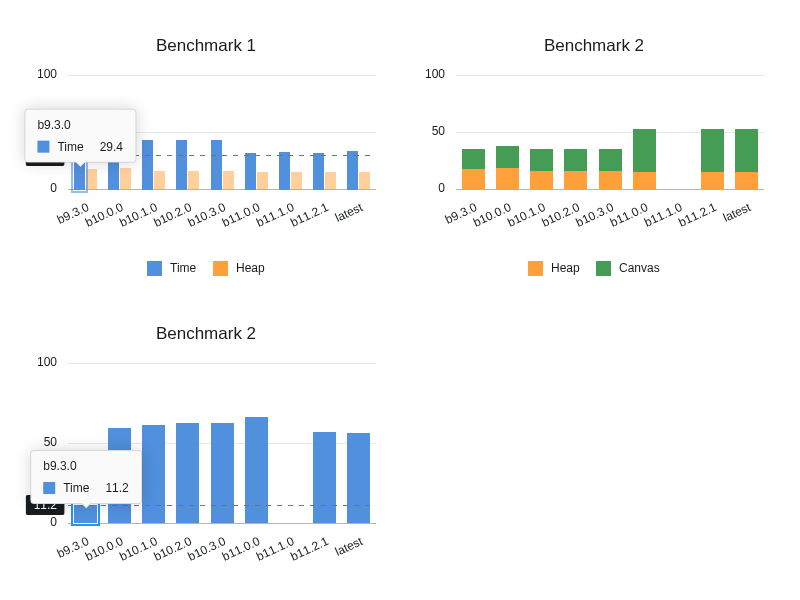 Benchmark 1
100
0
b9.3.0
Time 29.4
b9.3.0
b10.0.0
b10.1.0
b10.2.0
b10.3.0
b11.0.0
b11.1.0
b11.2.1
latest
Time
Heap
Benchmark 2
100
50
0
b9.3.0
b10.0.0
b10.1.0
b10.2.0
b10.3.0
b11.0.0
b11.1.0
b11.2.1
latest
Heap
Canvas
Benchmark 2
100
50
0
b9.3.0
Time 11.2
11.2
b9.3.0
b10.0.0
b10.1.0
b10.2.0
b10.3.0
b11.0.0
b11.1.0
b11.2.1
latest